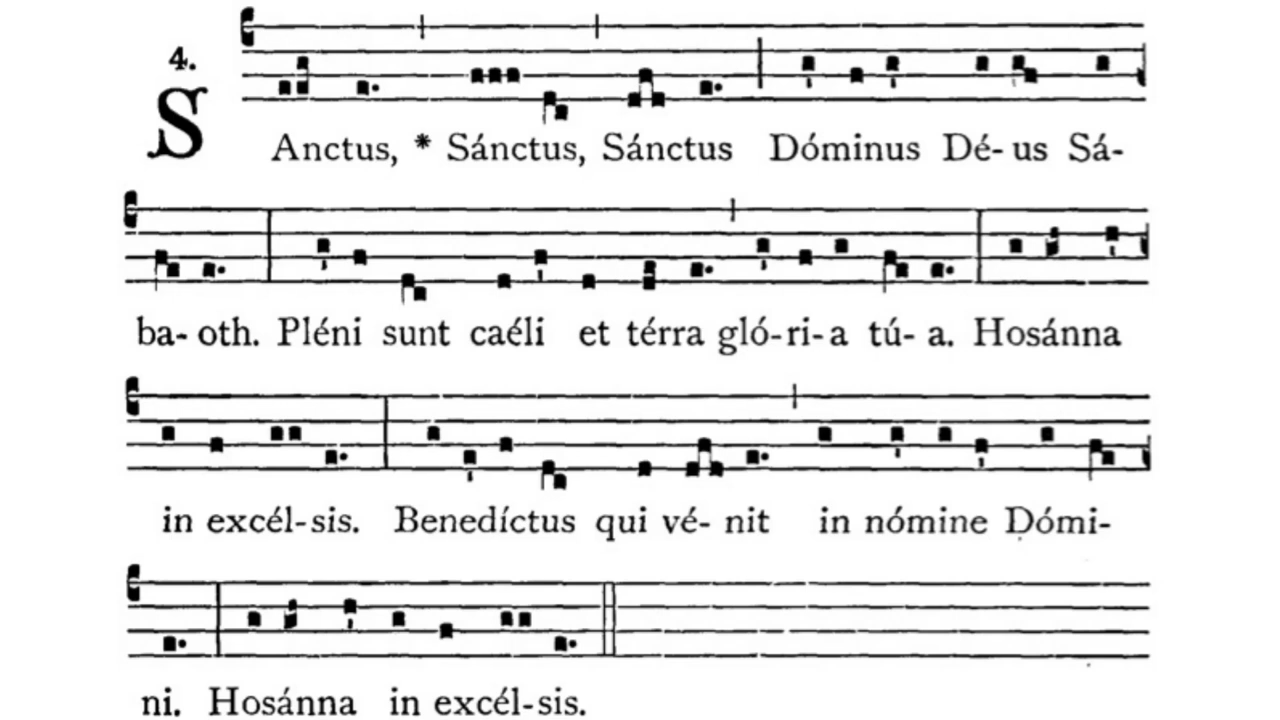 4.
SAnctus, * Sánctus, Sánctus Dóminus Dé- us Sá-
ba- oth. Pléni sunt caéli et térra gló- ri- a tú- a. Hosánna
in excél- sis. Benedíctus qui vé- nit in nómine Dómi-
ni. Hosánna in excél- sis.